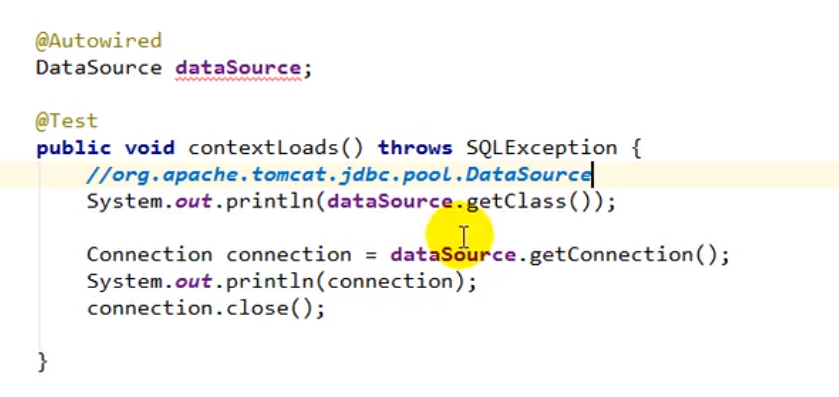 @Autowired
DataSource dataSource;
@Test
public void contextLoads() throws SQLException {
//org.apache.tomcat.jdbc.pool.DataSource
System.out.println(dataSource.getClass());
Connection connection = dataSource.getConnection();
System.out.println(connection);
connection.close();
}